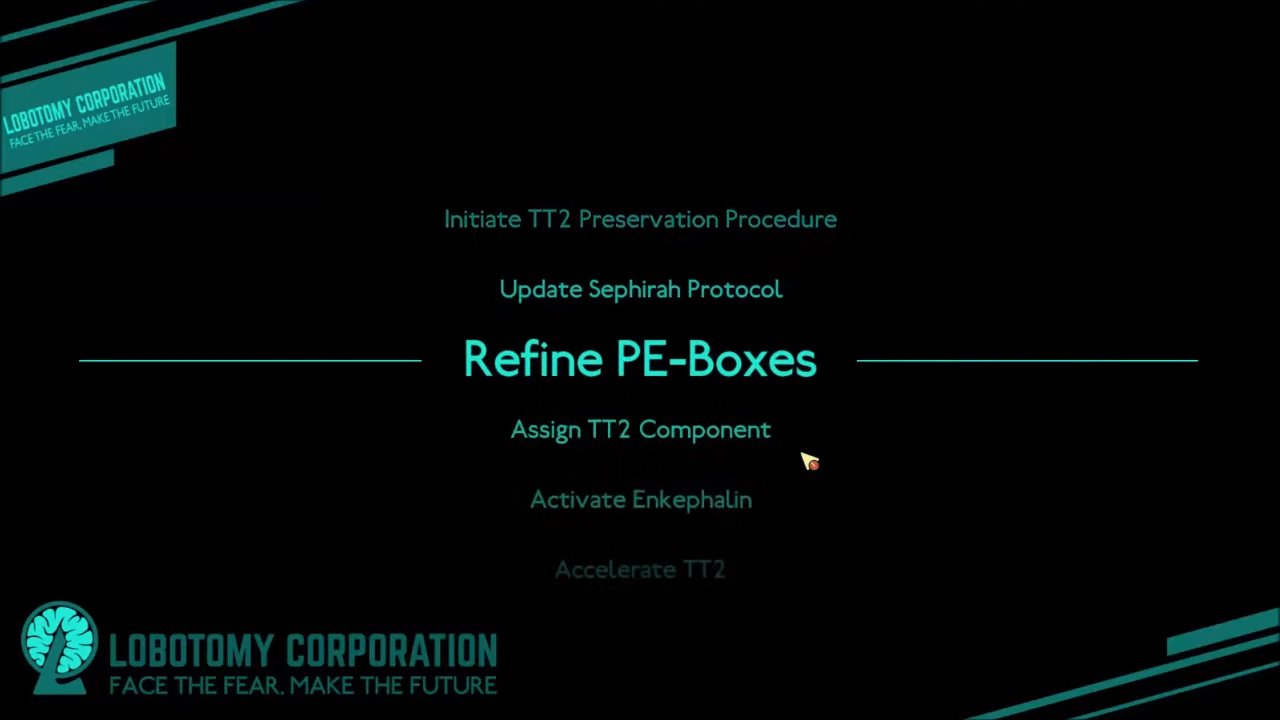 LOBOTOMY CORPORATION
FACE THE FEAR, MAKE THE FUTURE
Initiate TT2 Preservation Procedure
Update Sephirah Protocol
Refine PE-Boxes
Assign TT2 Component
Activate Enkephalin
Accelerate TT2
LOBOTOMY CORPORATION
FACE THE FEAR. MAKE THE FUTURE